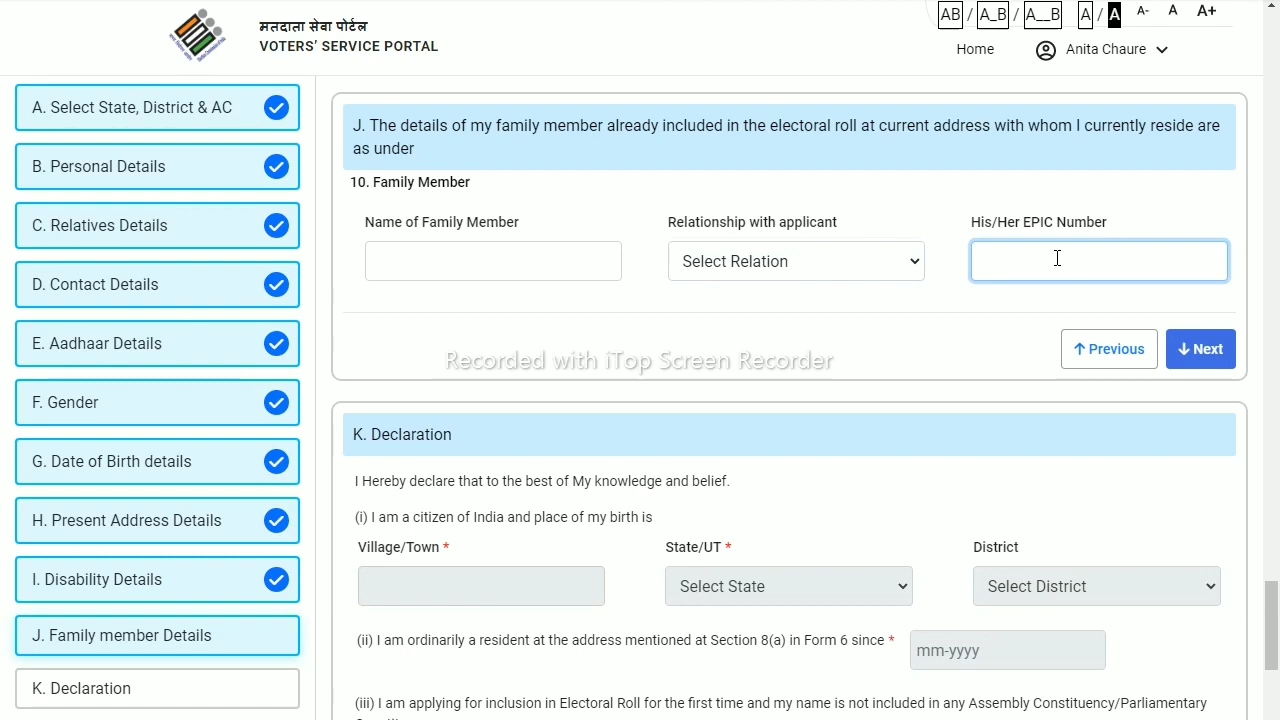 AB / A_B / A__B A / A A- A A+
मतदाता सेवा पोर्टल
VOTERS' SERVICE PORTAL
Home Anita Chaure
A. Select State, District & AC
B. Personal Details
C. Relatives Details
D. Contact Details
E. Aadhaar Details
F. Gender
G. Date of Birth details
H. Present Address Details
I. Disability Details
J. Family member Details
K. Declaration
J. The details of my family member already included in the electoral roll at current address with whom I currently reside are
as under
10. Family Member
Name of Family Member Relationship with applicant His/Her EPIC Number
Select Relation
Previous Next
Recorded with iTop Screen Recorder
K. Declaration
I Hereby declare that to the best of My knowledge and belief.
(i) I am a citizen of India and place of my birth is
Village/Town * State/UT * District
Select State Select District
(ii) I am ordinarily a resident at the address mentioned at Section 8(a) in Form 6 since * mm-yyyy
(iii) I am applying for inclusion in Electoral Roll for the first time and my name is not included in any Assembly Constituency/Parliamentary